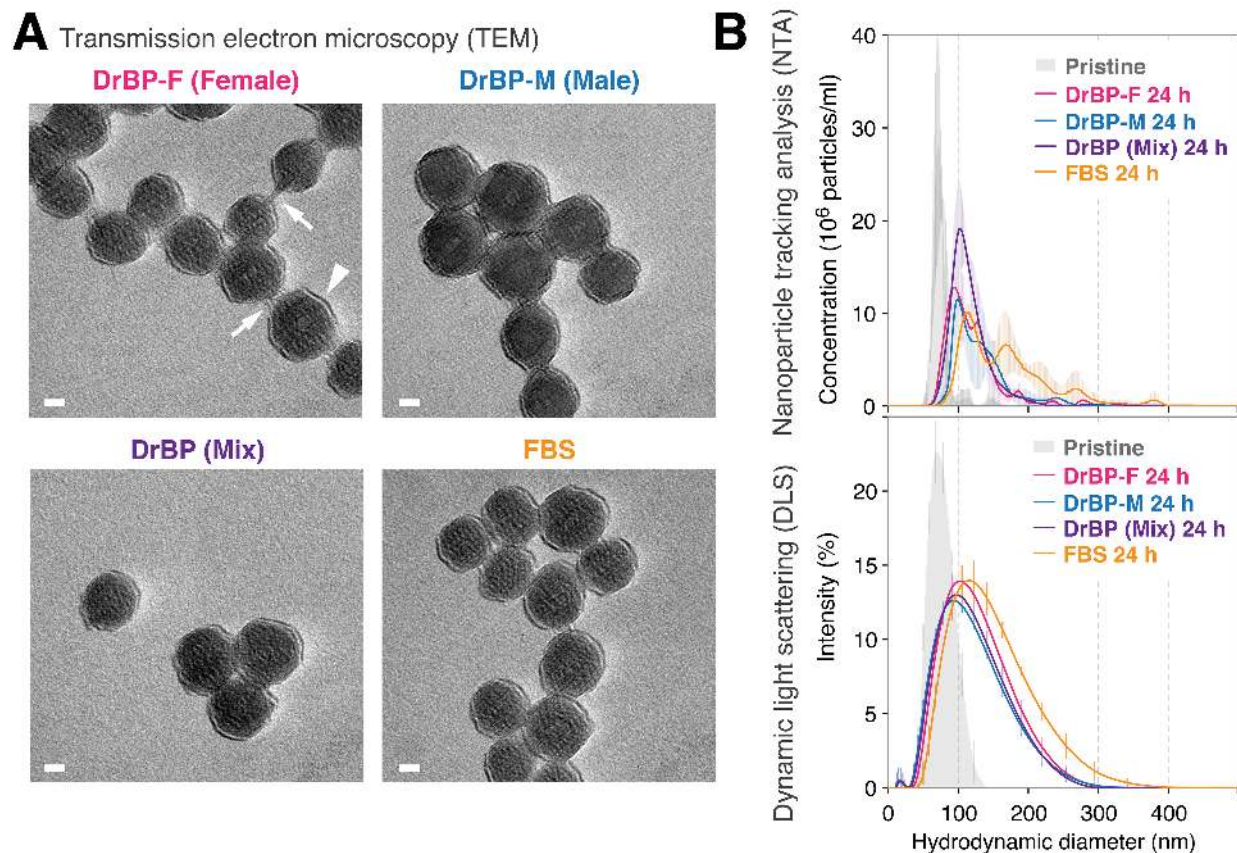 A Transmission electron microscopy (TEM)
DrBP-F (Female)
DrBP-M (Male)
DrBP (Mix)
FBS
B
Nanoparticle tracking analysis (NTA)
Concentration (10⁶ particles/ml)
40
30
20
10
0
Pristine
DrBP-F 24 h
DrBP-M 24 h
DrBP (Mix) 24 h
FBS 24 h
Dynamic light scattering (DLS)
Intensity (%)
20
15
10
5
0
Pristine
DrBP-F 24 h
DrBP-M 24 h
DrBP (Mix) 24 h
FBS 24 h
0 100 200 300 400
Hydrodynamic diameter (nm)